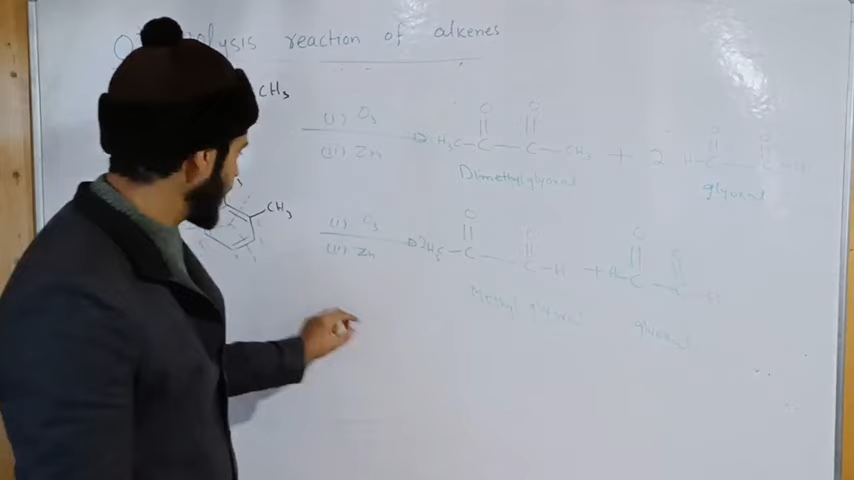 O olysis reaction of alkenes
CH3
(i) O3
(ii) Zn
O O
H3C-C-C-CH3 + 2 H-C-C-H
O O
Dimethylglyoxal
glyoxal
CH3
(i) O3
(ii) Zn
O O
2H3C-C-C-H + H-C-C-H
O O
Methyl glyoxal
glyoxal